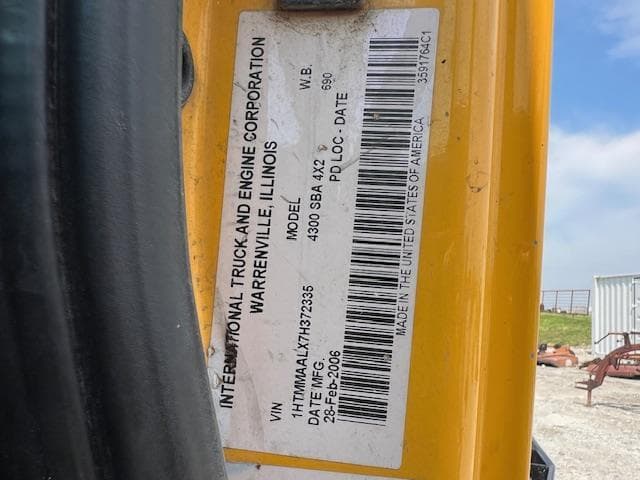 INTERNATIONAL TRUCK AND ENGINE CORPORATION
WARRENVILLE, ILLINOIS
VIN MODEL W.B.
1HTMMAALX7H372335 4300 SBA 4X2 690
DATE MFG. PD LOC - DATE
28-Feb-2006
MADE IN THE UNITED STATES OF AMERICA 3591764C1